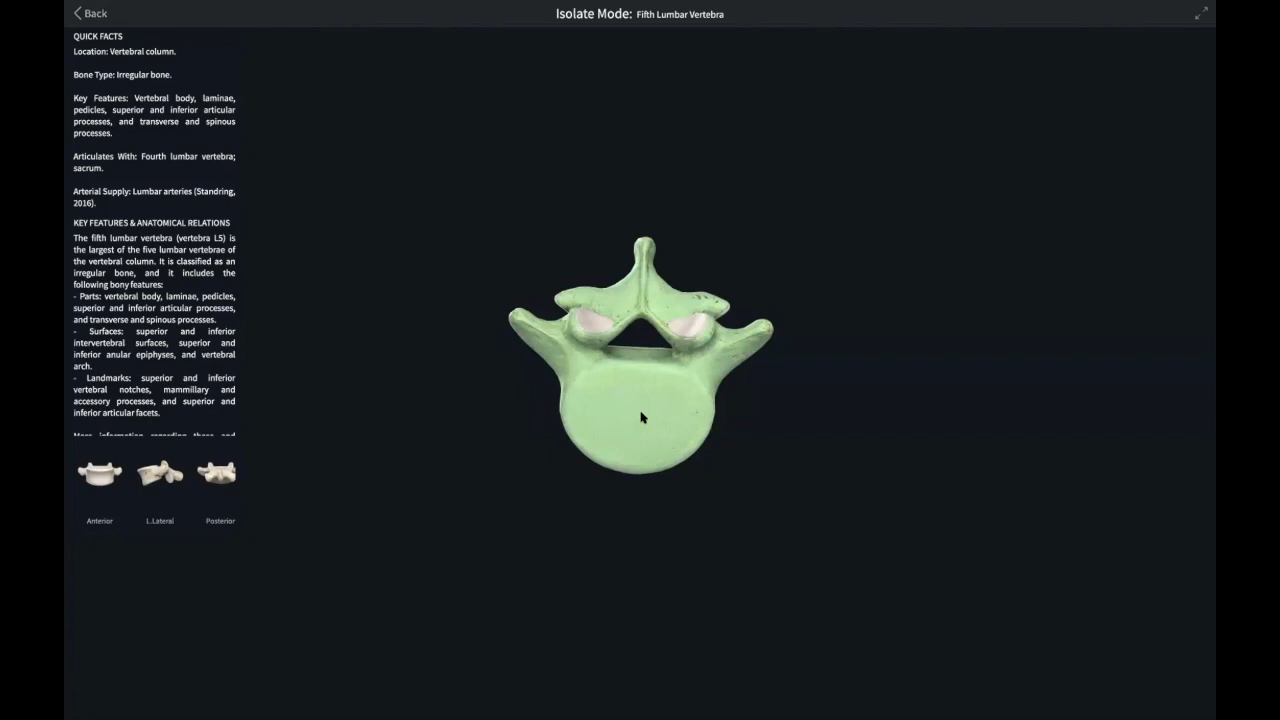 Back
Isolate Mode: Fifth Lumbar Vertebra
QUICK FACTS
Location: Vertebral column.
Bone Type: Irregular bone.
Key Features: Vertebral body, laminae,
pedicles, superior and inferior articular
processes, and transverse and spinous
processes.
Articulates With: Fourth lumbar vertebra;
sacrum.
Arterial Supply: Lumbar arteries (Standring,
2016).
KEY FEATURES & ANATOMICAL RELATIONS
The fifth lumbar vertebra (vertebra L5) is
the largest of the five lumbar vertebrae of
the vertebral column. It is classified as an
irregular bone, and it includes the
following bony features:
- Parts: vertebral body, laminae, pedicles,
superior and inferior articular processes,
and transverse and spinous processes.
- Surfaces: superior and inferior
intervertebral surfaces, superior and
inferior anular epiphyses, and vertebral
arch.
- Landmarks: superior and inferior
vertebral notches, mammillary and
accessory processes, and superior and
inferior articular facets.
More information regarding these and
Anterior
L.Lateral
Posterior